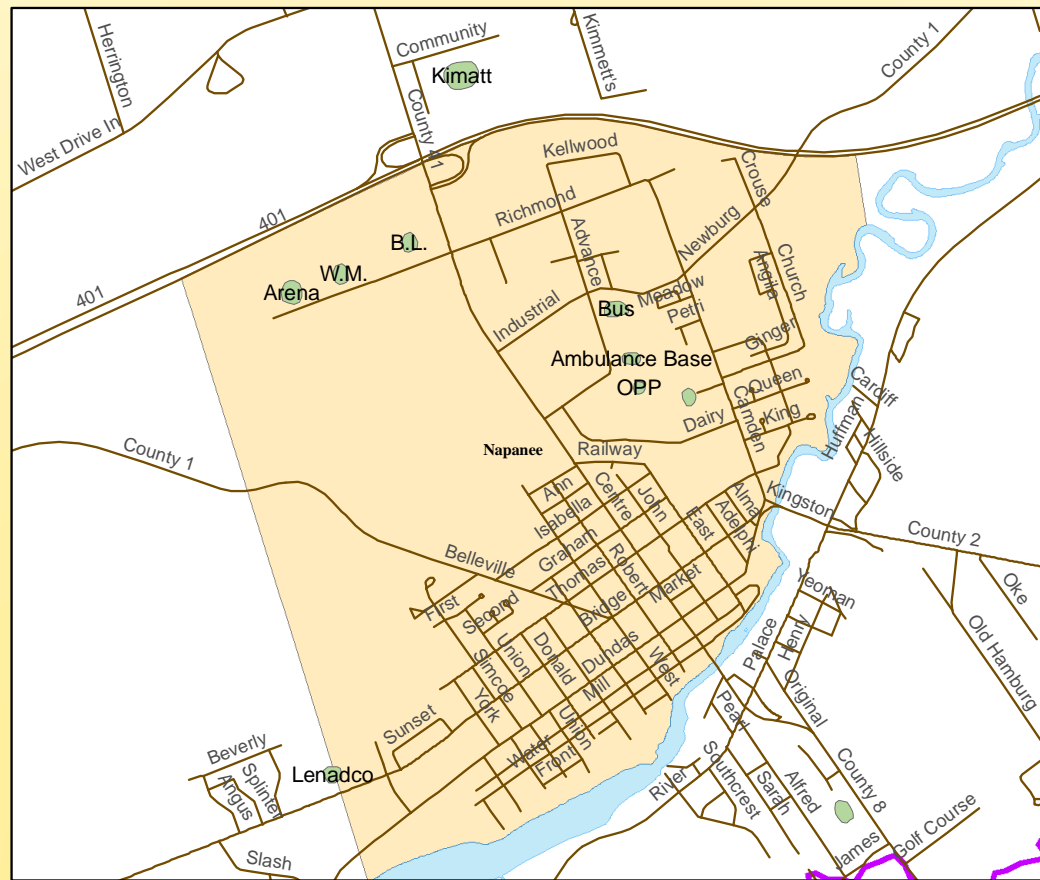 Herrington
Community
Kimatt
Kimmett's
County 1
West Drive In
County 41
401
401
Kellwood
Richmond
Crouse
B.L.
W.M.
Arena
Advance
Newburg
Church
Angila
Industrial
Bus
Meadow
Petri
Ginger
Ambulance Base
OPP
Queen
King
Dairy
Camden
Cardiff
Huffman
Hillside
County 1
Napanee
Railway
Ann
Isabella
Centre
John
Alma
Adelphi
East
Kingston
County 2
Graham
Belleville
Thomas
Robert
Market
Bridge
First
Second
Yeoman
Oke
Old Hamburg
Union
Donald
Dundas
West
Palace
Henry
Simcoe
York
Mill
Original
Sunset
Union
Water
Front
Pearl
Beverly
Lenadco
Angus
Splinter
River
Southcrest
Sarah
Alfred
County 8
Slash
James
Golf Course